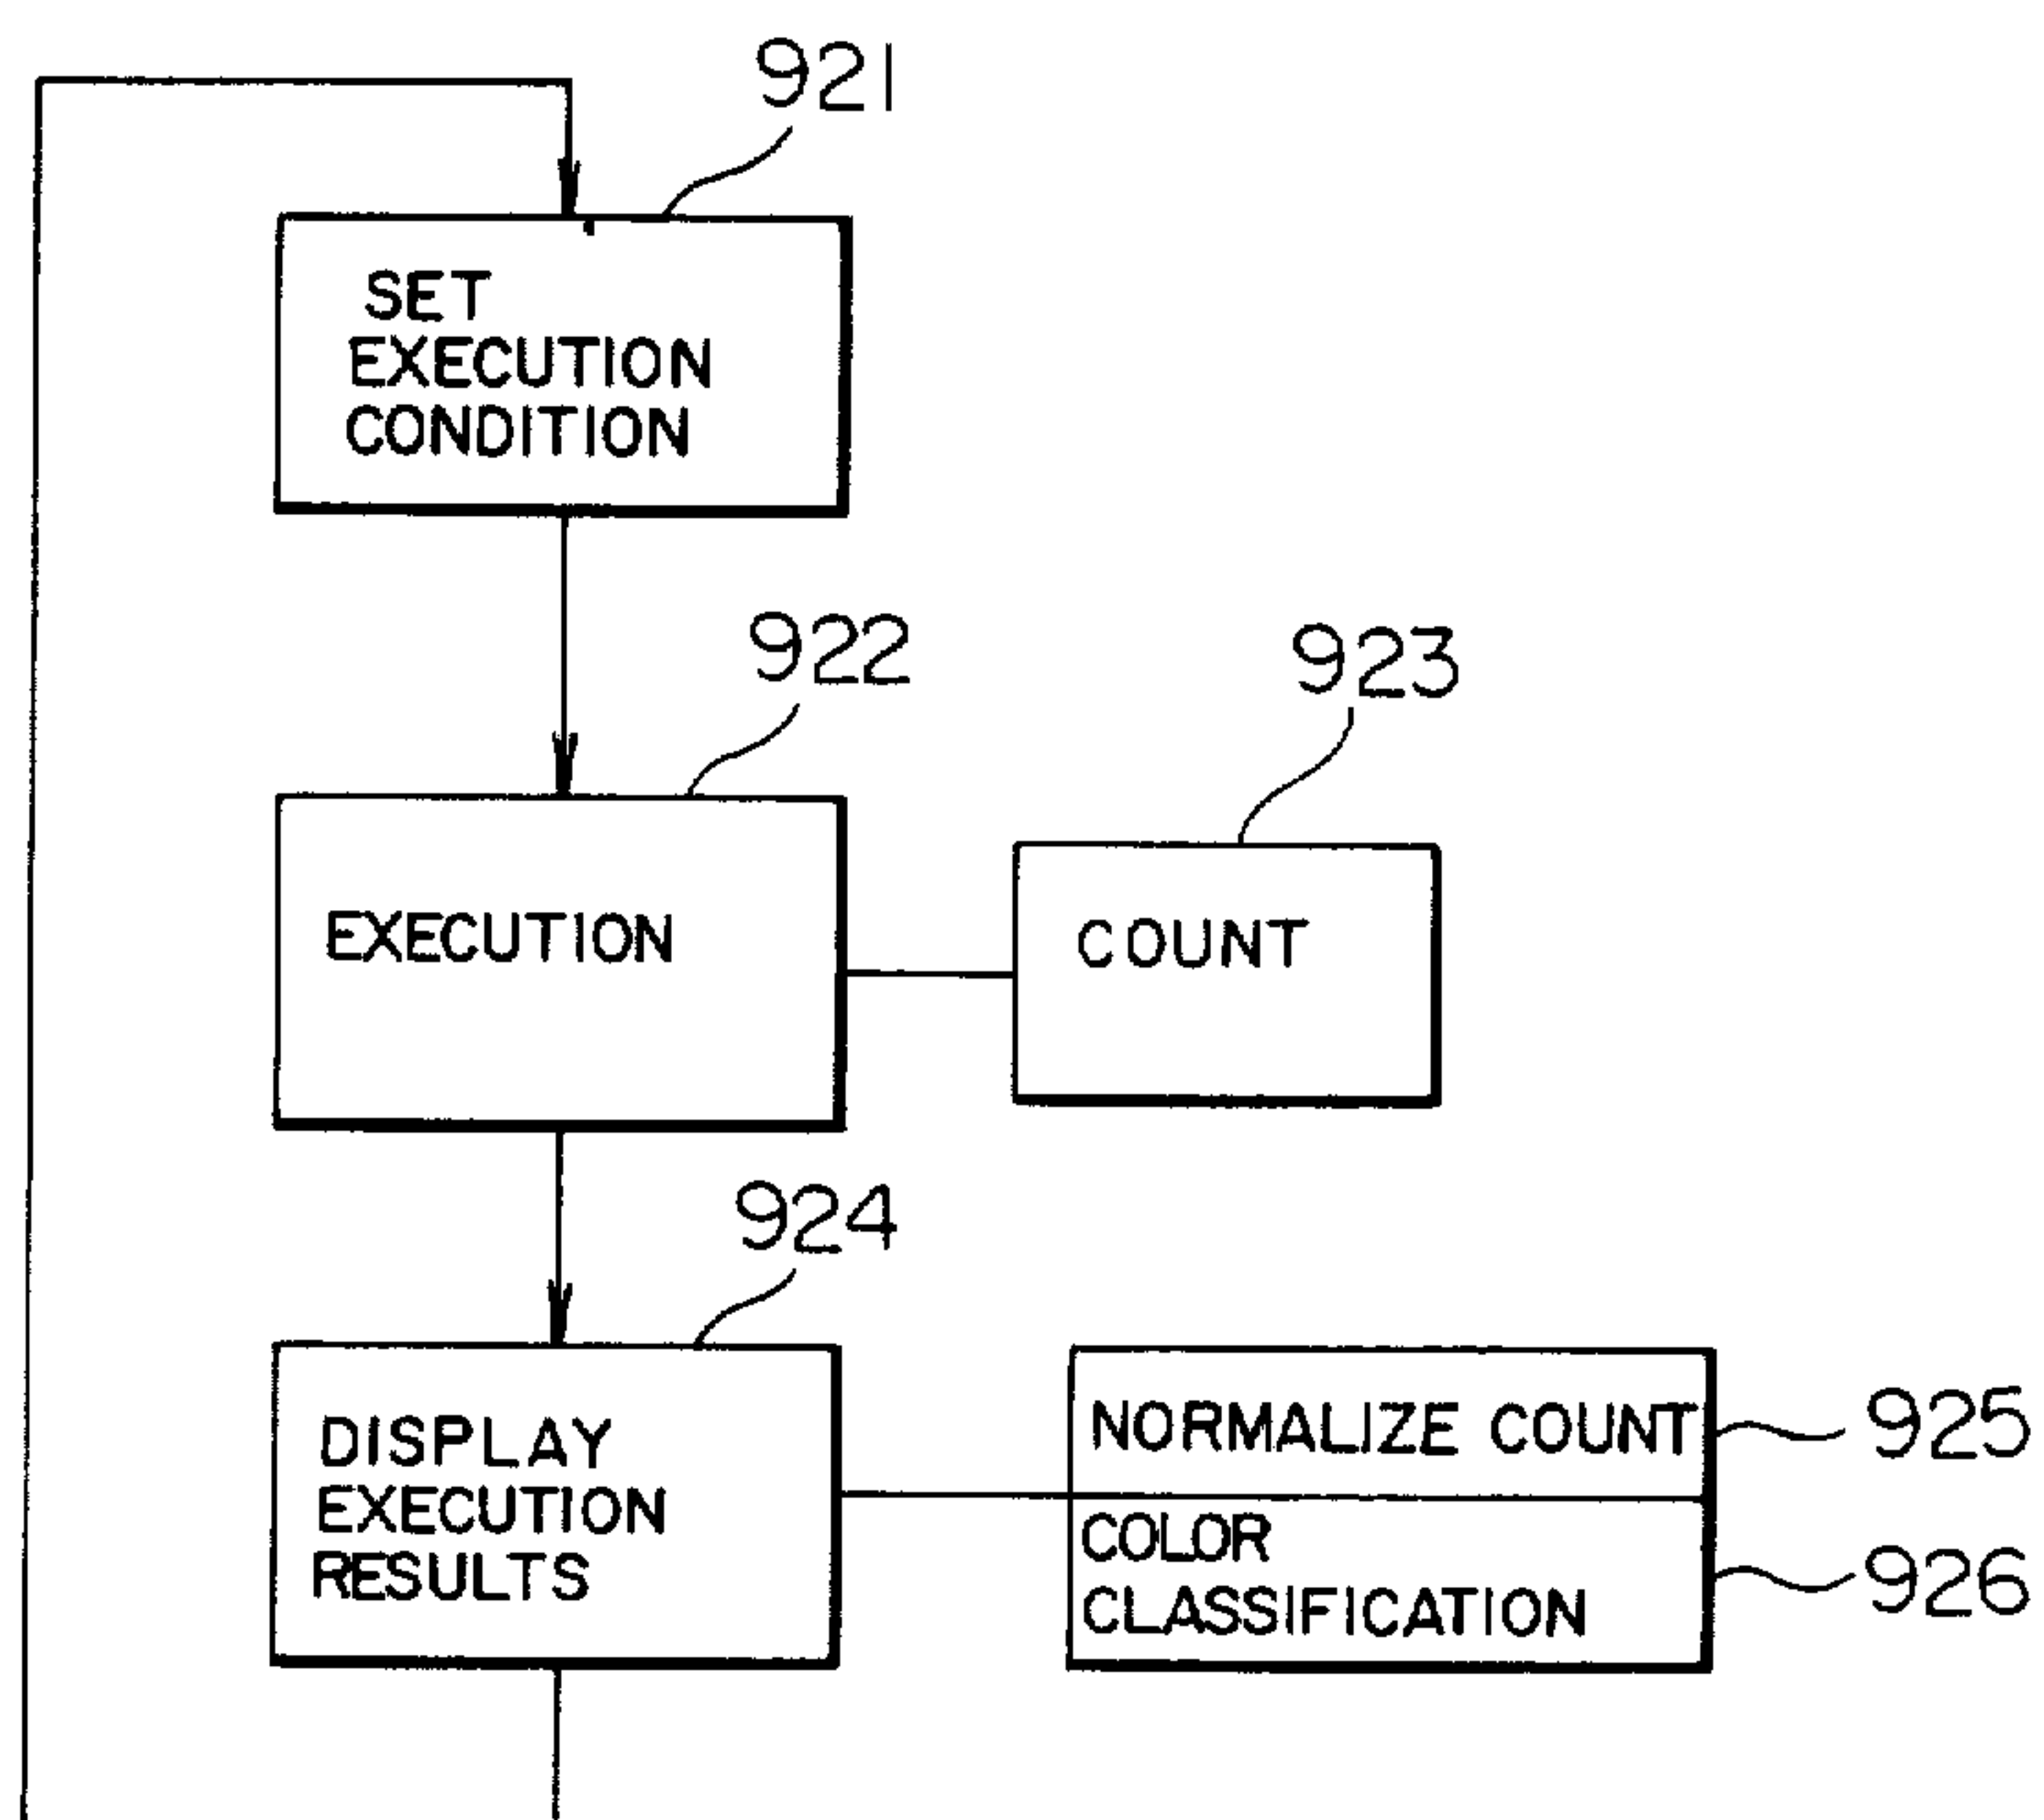 921
SET
EXECUTION
CONDITION
922
923
EXECUTION
COUNT
924
DISPLAY
EXECUTION
RESULTS
NORMALIZE COUNT
925
COLOR
CLASSIFICATION
926